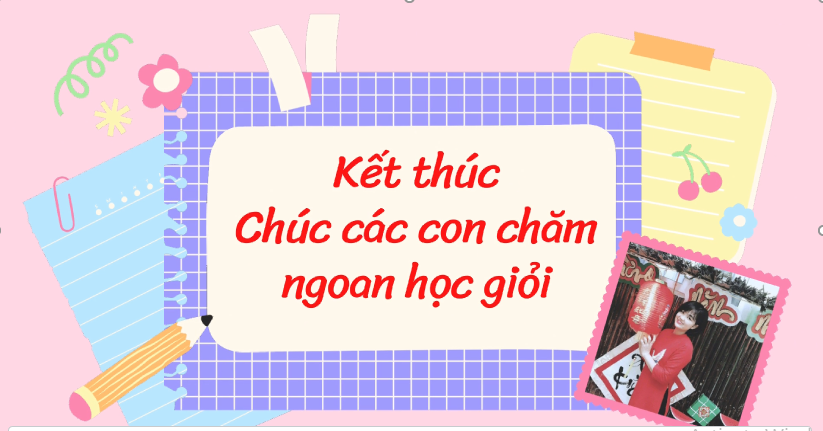 Kết thúc
Chúc các con chăm
ngoan học giỏi